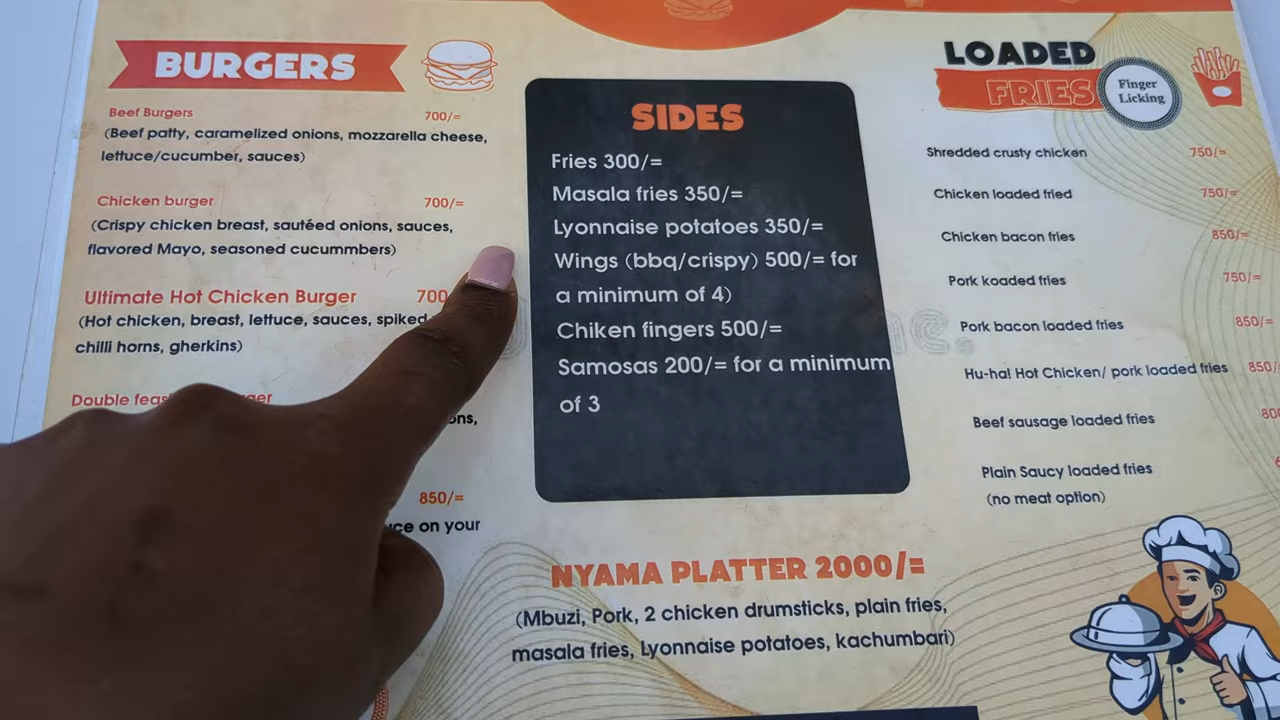 BURGERS
Beef Burgers 700/=
(Beef patty, caramelized onions, mozzarella cheese,
lettuce/cucumber, sauces)
Chicken burger 700/=
(Crispy chicken breast, sautéed onions, sauces,
flavored Mayo, seasoned cucummbers)
Ultimate Hot Chicken Burger 700
(Hot chicken, breast, lettuce, sauces, spiked
chilli horns, gherkins)
Double
850/=
on your
SIDES
Fries 300/=
Masala fries 350/=
Lyonnaise potatoes 350/=
Wings (bbq/crispy) 500/= for
a minimum of 4)
Chiken fingers 500/=
Samosas 200/= for a minimum
of 3
NYAMA PLATTER 2000/=
(Mbuzi, Pork, 2 chicken drumsticks, plain fries,
masala fries, Lyonnaise potatoes, kachumbari)
LOADED
FRIES
Finger
Licking
Shredded crusty chicken 750/=
Chicken loaded fried 750/=
Chicken bacon fries 850/=
Pork koaded fries 750/=
Pork bacon loaded fries 850/=
Hu-ha! Hot Chicken/ pork loaded fries 850/
Beef sausage loaded fries
Plain Saucy loaded fries
(no meat option)